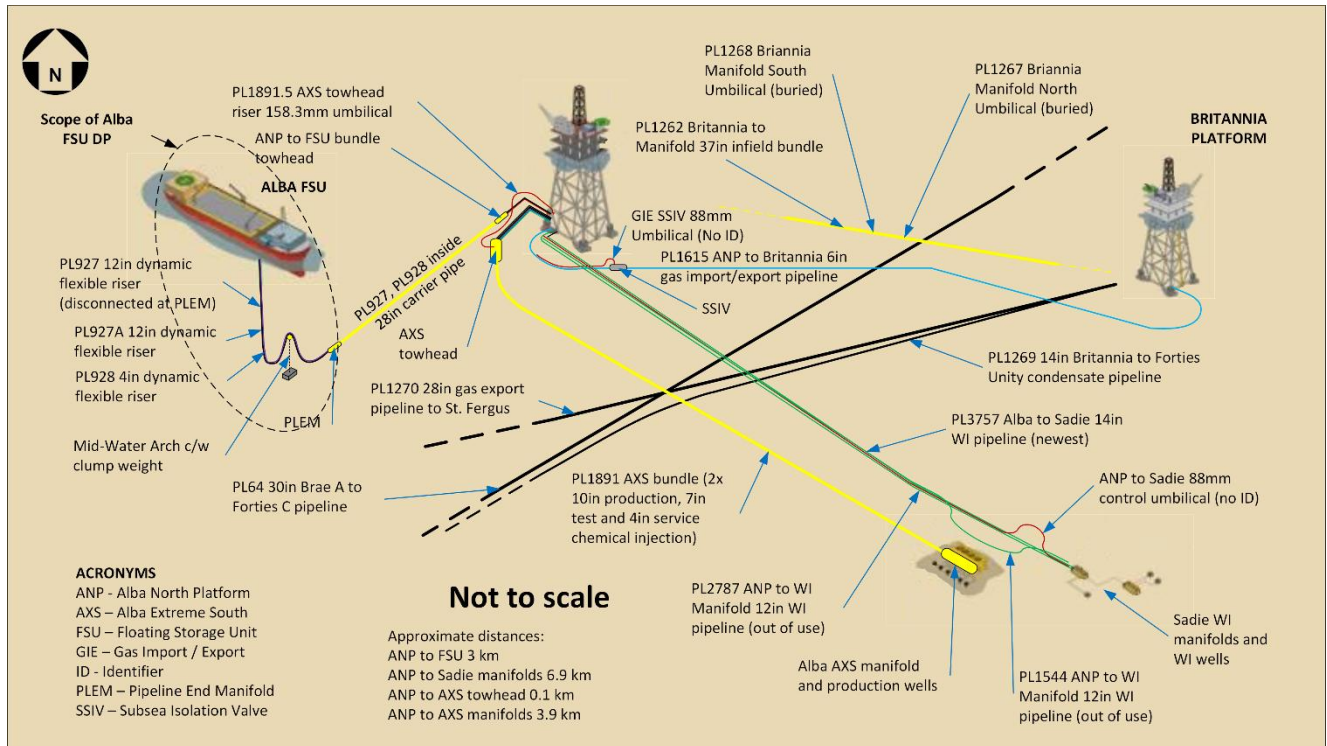 N
Scope of Alba
FSU DP
PL1891.5 AXS towhead
riser 158.3mm umbilical
ANP to FSU bundle
towhead
ALBA FSU
PL1268 Briannia
Manifold South
Umbilical (buried)
PL1267 Briannia
Manifold North
Umbilical (buried)
PL1262 Britannia to
Manifold 37in infield bundle
BRITANNIA
PLATFORM
GIE SSIV 88mm
Umbilical (No ID)
PL1615 ANP to Britannia 6in
gas import/export pipeline
SSIV
PL927 12in dynamic
flexible riser
(disconnected at PLEM)
PL927A 12in dynamic
flexible riser
PL928 4in dynamic
flexible riser
Mid-Water Arch c/w
clump weight
PLEM
PL927, PL928 inside
28in carrier pipe
AXS
towhead
PL1270 28in gas export
pipeline to St. Fergus
PL64 30in Brae A to
Forties C pipeline
PL1269 14in Britannia to Forties
Unity condensate pipeline
PL3757 Alba to Sadie 14in
WI pipeline (newest)
PL1891 AXS bundle (2x
10in production, 7in
test and 4in service
chemical injection)
ANP to Sadie 88mm
control umbilical (no ID)
PL2787 ANP to WI
Manifold 12in WI
pipeline (out of use)
Alba AXS manifold
and production wells
PL1544 ANP to WI
Manifold 12in WI
pipeline (out of use)
Sadie WI
manifolds and
WI wells
ACRONYMS
ANP - Alba North Platform
AXS – Alba Extreme South
FSU – Floating Storage Unit
GIE – Gas Import / Export
ID - Identifier
PLEM – Pipeline End Manifold
SSIV – Subsea Isolation Valve
Not to scale
Approximate distances:
ANP to FSU 3 km
ANP to Sadie manifolds 6.9 km
ANP to AXS towhead 0.1 km
ANP to AXS manifolds 3.9 km